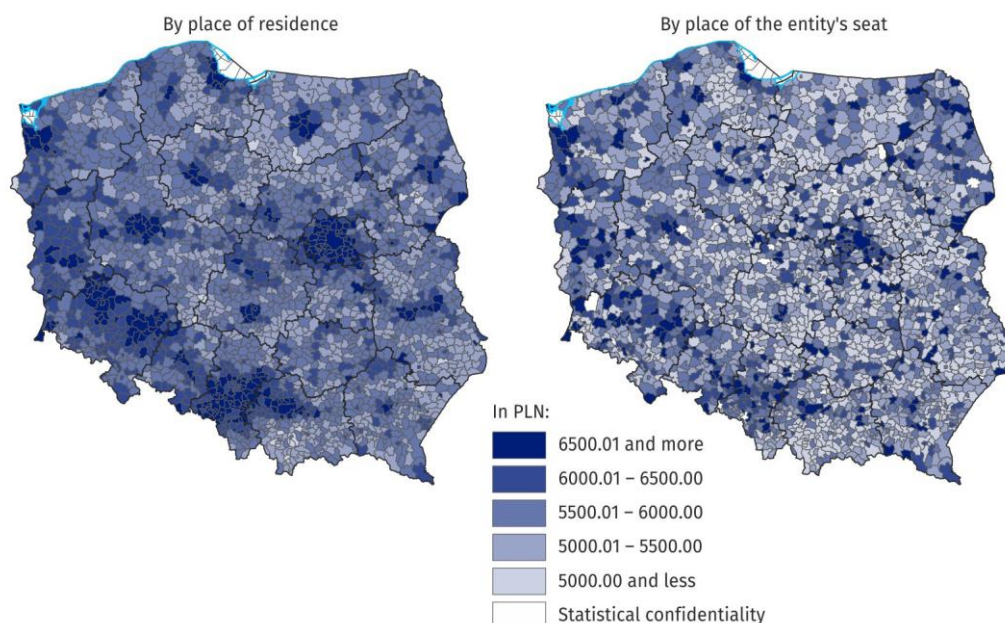 By place of residence
By place of the entity's seat
In PLN:
6500.01 and more
6000.01 – 6500.00
5500.01 – 6000.00
5000.01 – 5500.00
5000.00 and less
Statistical confidentiality